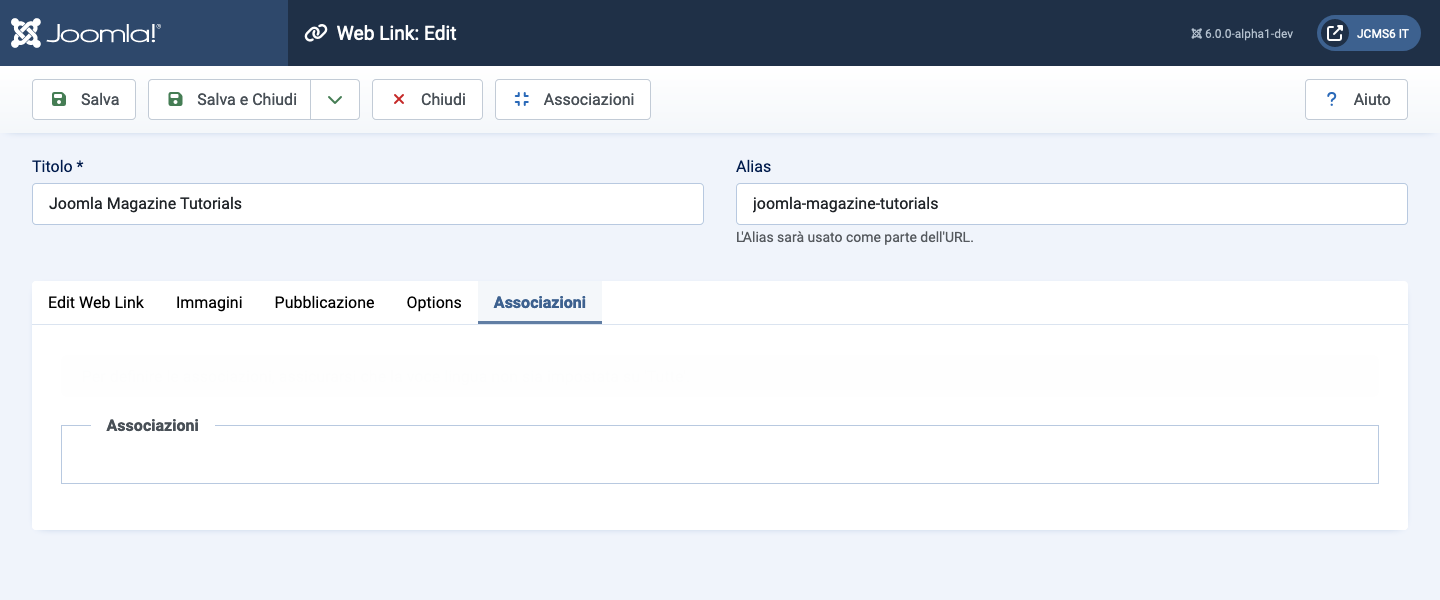 Joomla!®
Web Link: Edit
6.0.0-alpha1-dev
JCMS6 IT
Salva
Salva e Chiudi
Chiudi
Associazioni
? Aiuto
Titolo *
Alias
Joomla Magazine Tutorials
joomla-magazine-tutorials
L'Alias sarà usato come parte dell'URL.
Edit Web Link
Immagini
Pubblicazione
Options
Associazioni
Associazioni